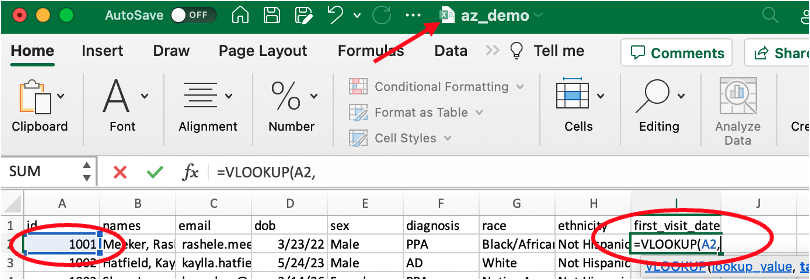 AutoSave OFF az_demo
Home Insert Draw Page Layout Formulas Data >> Tell me Comments Share
Clipboard Font Alignment Number Conditional Formatting Format as Table Cell Styles Cells Editing Analyze Data
SUM fx =VLOOKUP(A2,
A B C D E F G H I J
1 id names email dob sex diagnosis race ethnicity first_visit_date
2 1001 Meeker, Ras rashele.mee 3/23/22 Male PPA Black/African Not Hispanic =VLOOKUP(A2,
3 1002 Hatfield, Kay kaylla.hatfie 5/24/23 Male AD White Not Hispanic VLOOKUP(lookup_value, ta